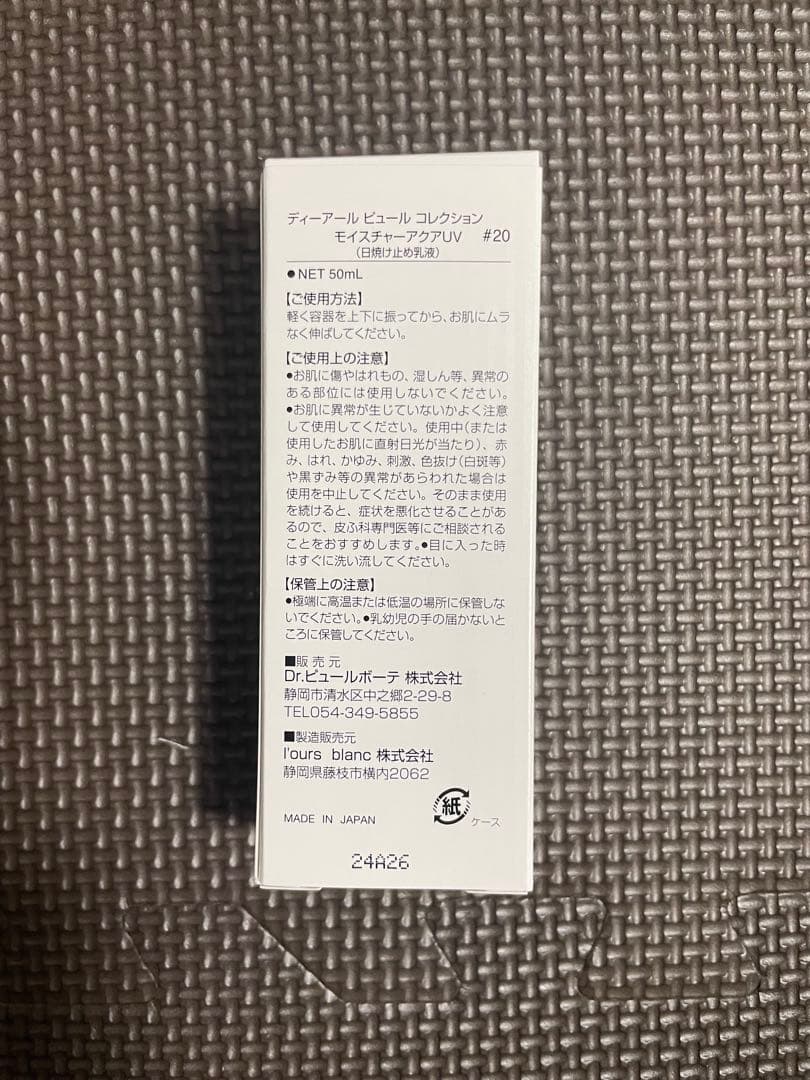 ディーアール ピュール コレクション
モイスチャーアクアUV #20
(日焼け止め乳液)
●NET 50mL
【ご使用方法】
軽く容器を上下に振ってから、お肌にムラ
なく伸ばしてください。
【ご使用上の注意】
●お肌に傷やはれもの、湿しん等、異常の
ある部位には使用しないでください。
●お肌に異常が生じていないかよく注意
して使用してください。使用中(または
使用したお肌に直射日光が当たり)、赤
み、はれ、かゆみ、刺激、色抜け(白斑等)
や黒ずみ等の異常があらわれた場合は
使用を中止してください。そのまま使用
を続けると、症状を悪化させることがあ
るので、皮ふ科専門医等にご相談される
ことをおすすめします。●目に入った時
はすぐに洗い流してください。
【保管上の注意】
●極端に高温または低温の場所に保管しな
いでください。●乳幼児の手の届かないと
ころに保管してください。
■販売元
Dr.ピュールボーテ 株式会社
静岡市清水区中之郷2-29-8
TEL054-349-5855
■製造販売元
l'ours blanc 株式会社
静岡県藤枝市横内2062
MADE IN JAPAN
紙
ケース
24A26